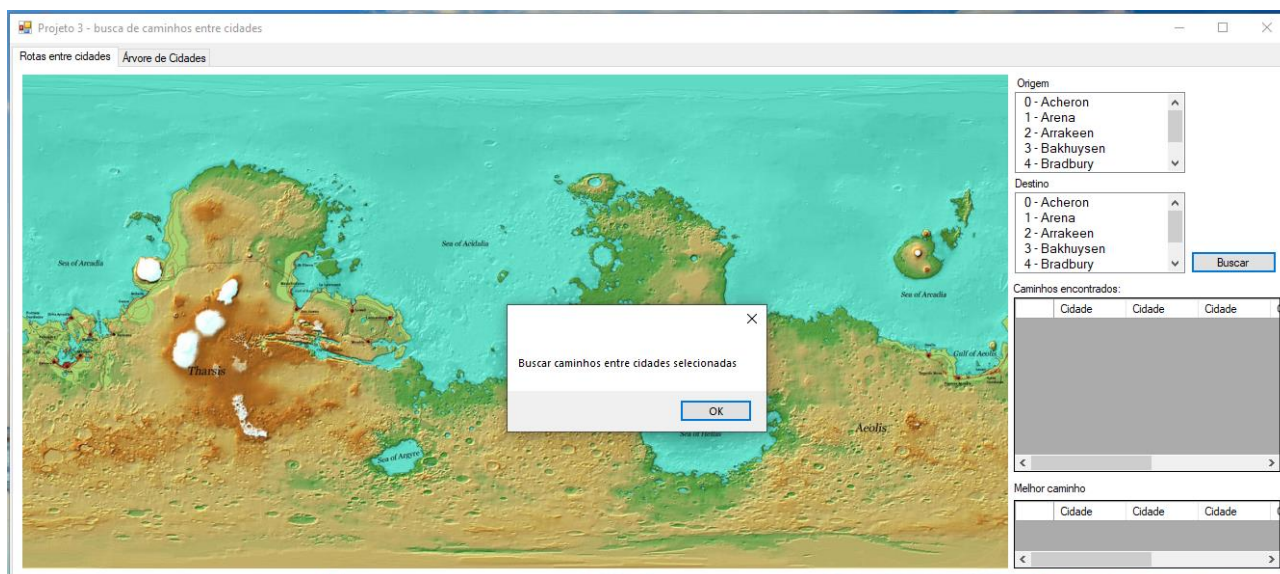 Projeto 3 - busca de caminhos entre cidades
Rotas entre cidades
Árvore de Cidades
Origem
0 - Acheron
1 - Arena
2 - Arrakeen
3 - Bakhuysen
4 - Bradbury
Destino
0 - Acheron
1 - Arena
2 - Arrakeen
3 - Bakhuysen
4 - Bradbury
Buscar
Caminhos encontrados:
Cidade Cidade Cidade
Melhor caminho
Cidade Cidade Cidade
Sea of Acidalia
Sea of Arcadia
Sea of Arcadia
Gulf of Aeolis
Tharsis
Aeolis
Sea of Argyre
Sea of Hellas
Buscar caminhos entre cidades selecionadas
OK